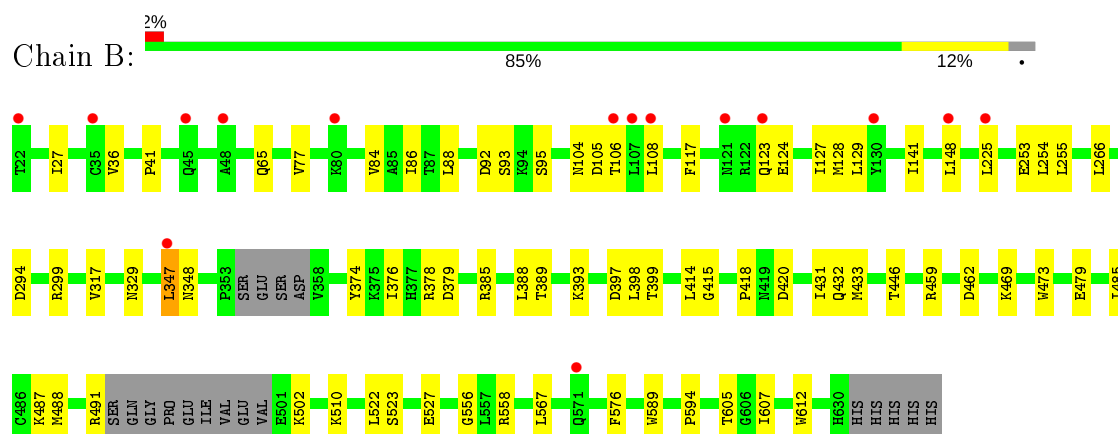 2%
Chain B:
85%
12%
T22
I27
C35
V36
P41
Q45
A48
Q65
V77
K80
V84
A85
I86
T87
L88
D92
S93
K94
S95
N104
D105
T106
L107
L108
F117
N121
R122
Q123
E124
I127
M128
L129
Y130
I141
L148
L225
E253
L254
L255
L266
D294
R299
V317
N329
L347
N348
P353
SER
GLU
SER
ASP
V358
Y374
K375
I376
H377
R378
D379
R385
L388
T389
K393
D397
L398
T399
L414
G415
P418
N419
D420
I431
Q432
M433
T446
R459
D462
K469
W473
E479
I485
C486
K487
M488
R491
SER
GLN
GLY
PRO
GLU
ILE
VAL
GLU
VAL
E501
K502
K510
L522
S523
E527
G556
L557
R558
L567
Q571
F576
W589
P594
T605
G606
I607
W612
H630
HIS
HIS
HIS
HIS
HIS